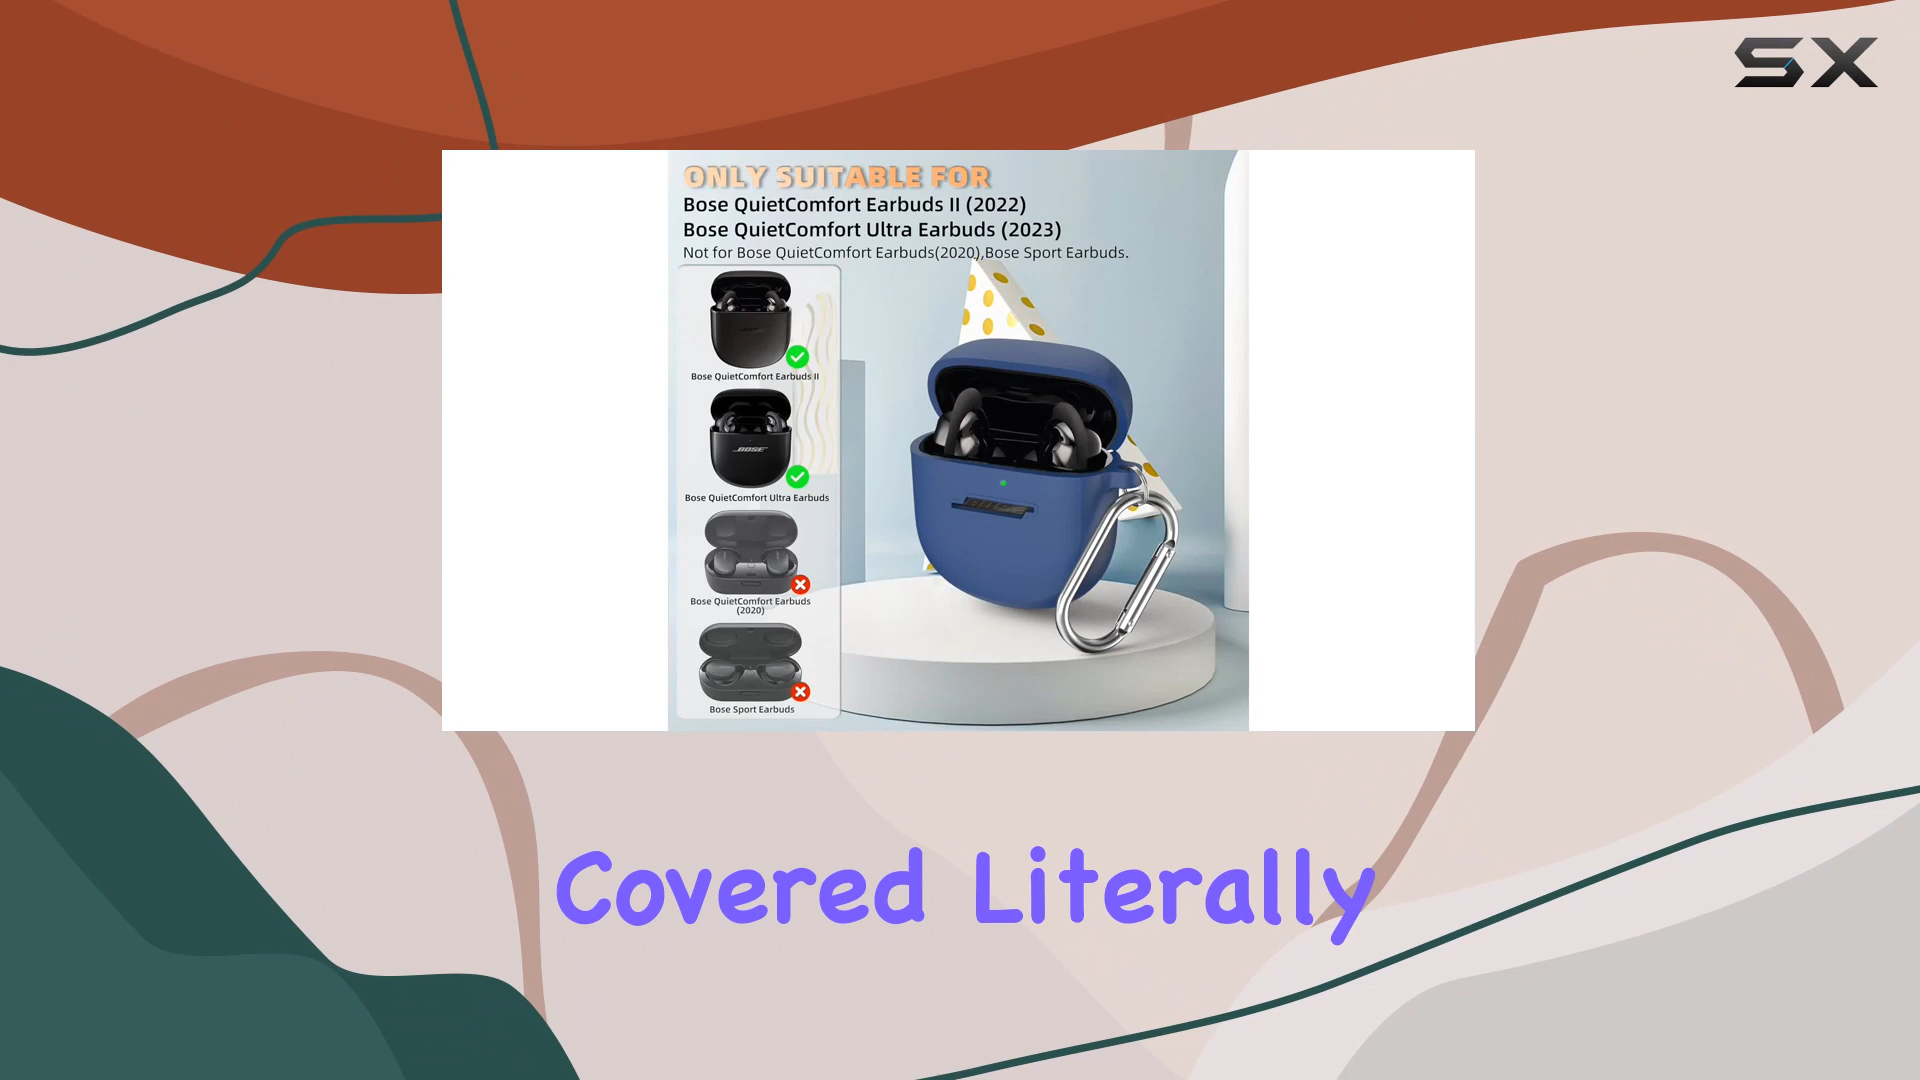 SX
ONLY SUITABLE FOR
Bose QuietComfort Earbuds II (2022)
Bose QuietComfort Ultra Earbuds (2023)
Not for Bose QuietComfort Earbuds(2020),Bose Sport Earbuds.
Bose QuietComfort Earbuds II
BOSE
Bose QuietComfort Ultra Earbuds
Bose QuietComfort Earbuds
(2020)
Bose Sport Earbuds
Covered Literally